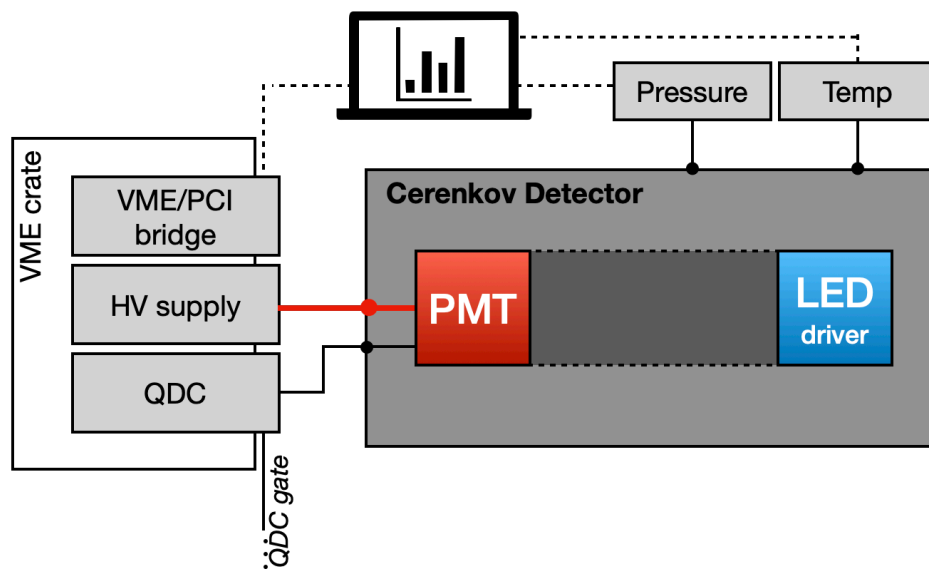 Pressure
Temp
VME crate
VME/PCI
bridge
HV supply
QDC
QDC gate
Cerenkov Detector
PMT
LED
driver